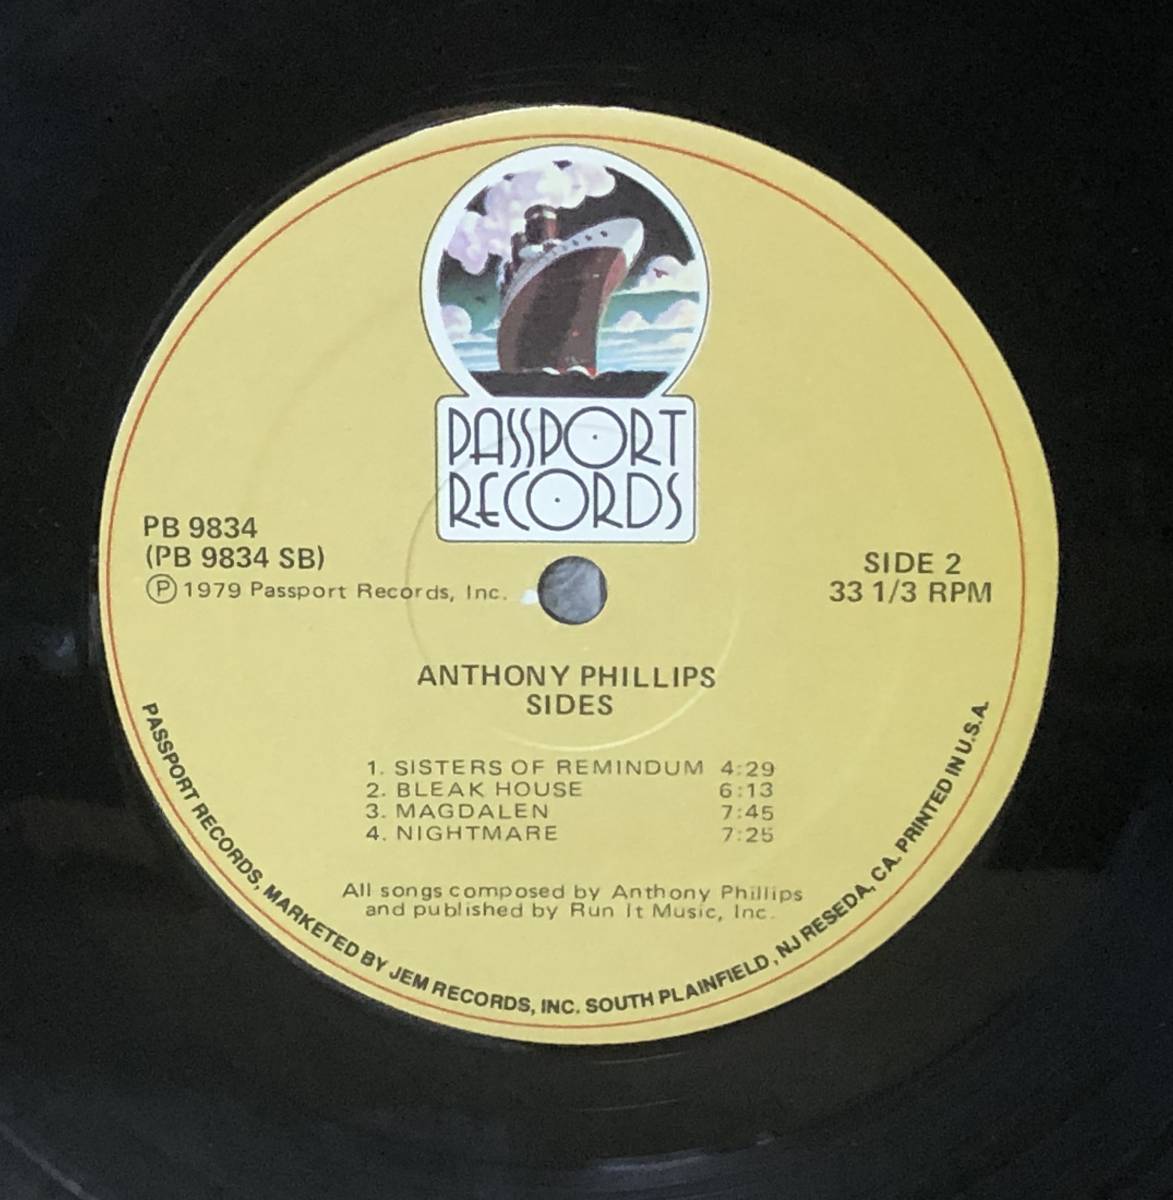 PASSPORT
RECORDS
PB 9834
(PB 9834 SB)
Ⓟ 1979 Passport Records, Inc.
SIDE 2
33 1/3 RPM
ANTHONY PHILLIPS
SIDES
1. SISTERS OF REMINDUM 4:29
2. BLEAK HOUSE 6:13
3. MAGDALEN 7:45
4. NIGHTMARE 7:25
All songs composed by Anthony Phillips
and published by Run It Music, Inc.
PASSPORT RECORDS, MARKETED BY JEM RECORDS, INC. SOUTH PLAINFIELD, NJ RESEDA, CA. PRINTED IN U.S.A.